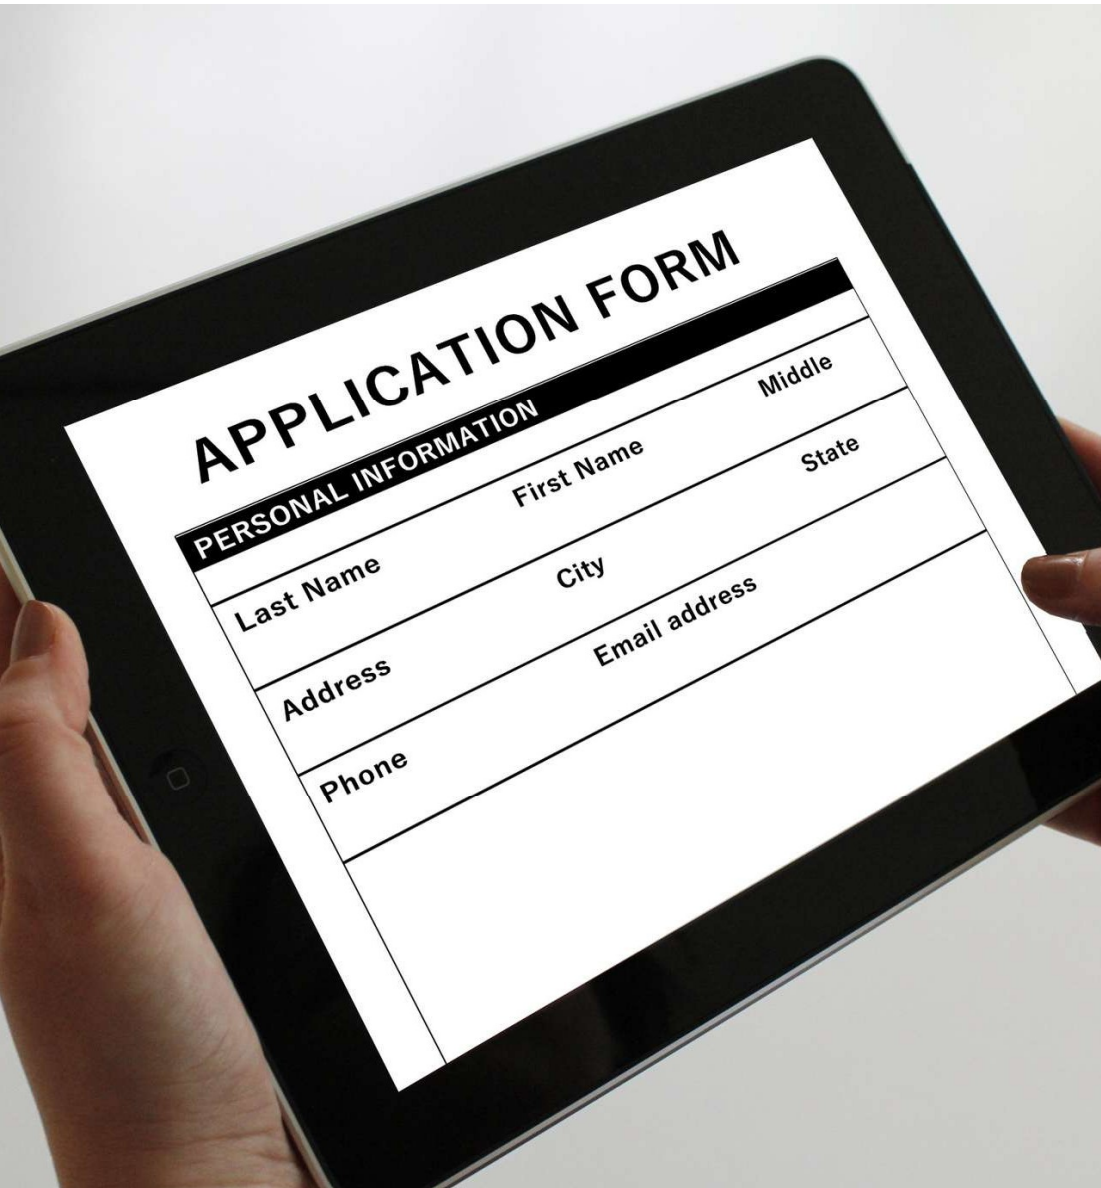 APPLICATION FORM
PERSONAL INFORMATION
Last Name First Name Middle
Address City State
Phone Email address